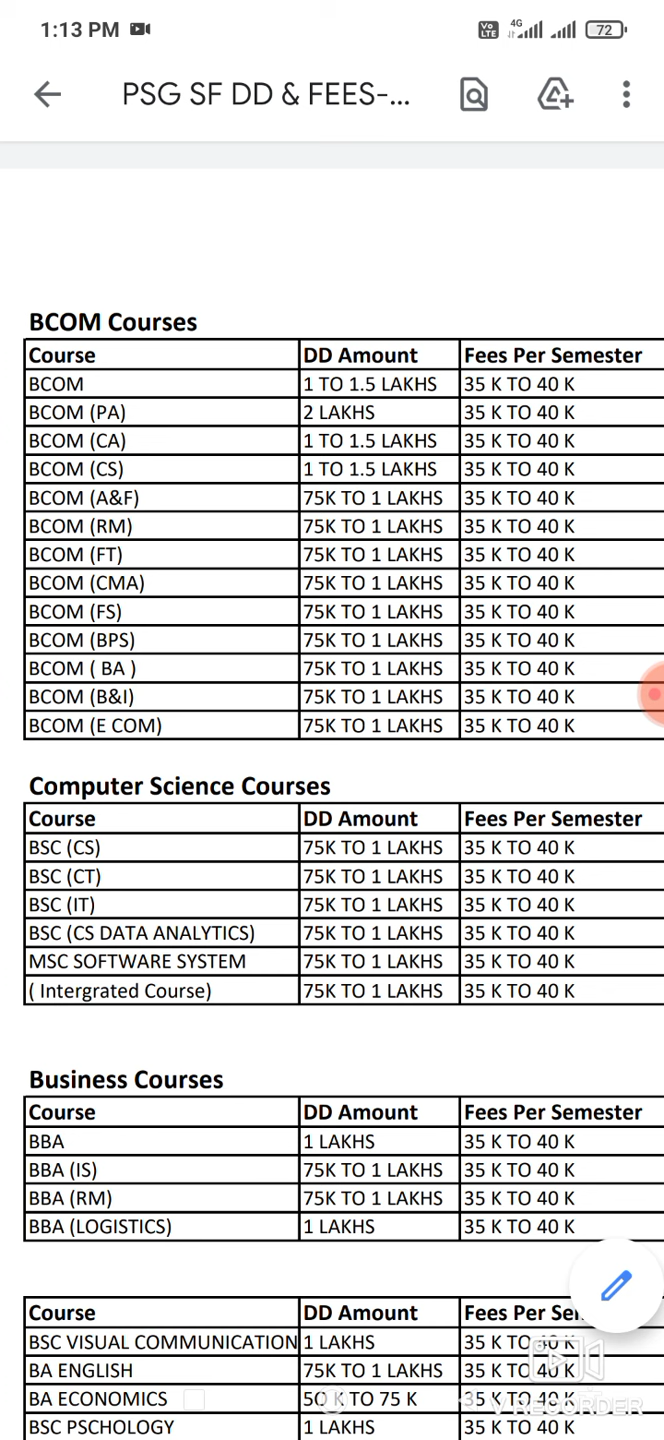 1:13 PM
Vo LTE 4G 72
PSG SF DD & FEES-...
BCOM Courses
Course DD Amount Fees Per Semester
BCOM 1 TO 1.5 LAKHS 35 K TO 40 K
BCOM (PA) 2 LAKHS 35 K TO 40 K
BCOM (CA) 1 TO 1.5 LAKHS 35 K TO 40 K
BCOM (CS) 1 TO 1.5 LAKHS 35 K TO 40 K
BCOM (A&F) 75K TO 1 LAKHS 35 K TO 40 K
BCOM (RM) 75K TO 1 LAKHS 35 K TO 40 K
BCOM (FT) 75K TO 1 LAKHS 35 K TO 40 K
BCOM (CMA) 75K TO 1 LAKHS 35 K TO 40 K
BCOM (FS) 75K TO 1 LAKHS 35 K TO 40 K
BCOM (BPS) 75K TO 1 LAKHS 35 K TO 40 K
BCOM ( BA ) 75K TO 1 LAKHS 35 K TO 40 K
BCOM (B&I) 75K TO 1 LAKHS 35 K TO 40 K
BCOM (E COM) 75K TO 1 LAKHS 35 K TO 40 K
Computer Science Courses
Course DD Amount Fees Per Semester
BSC (CS) 75K TO 1 LAKHS 35 K TO 40 K
BSC (CT) 75K TO 1 LAKHS 35 K TO 40 K
BSC (IT) 75K TO 1 LAKHS 35 K TO 40 K
BSC (CS DATA ANALYTICS) 75K TO 1 LAKHS 35 K TO 40 K
MSC SOFTWARE SYSTEM 75K TO 1 LAKHS 35 K TO 40 K
( Intergrated Course) 75K TO 1 LAKHS 35 K TO 40 K
Business Courses
Course DD Amount Fees Per Semester
BBA 1 LAKHS 35 K TO 40 K
BBA (IS) 75K TO 1 LAKHS 35 K TO 40 K
BBA (RM) 75K TO 1 LAKHS 35 K TO 40 K
BBA (LOGISTICS) 1 LAKHS 35 K TO 40 K
Course DD Amount Fees Per Sem
BSC VISUAL COMMUNICATION 1 LAKHS 35 K TO 40 K
BA ENGLISH 75K TO 1 LAKHS 35 K TO 40 K
BA ECONOMICS 50 K TO 75 K 35 K TO 40 K
V RECORDER
BSC PSCHOLOGY 1 LAKHS 35 K TO 40 K